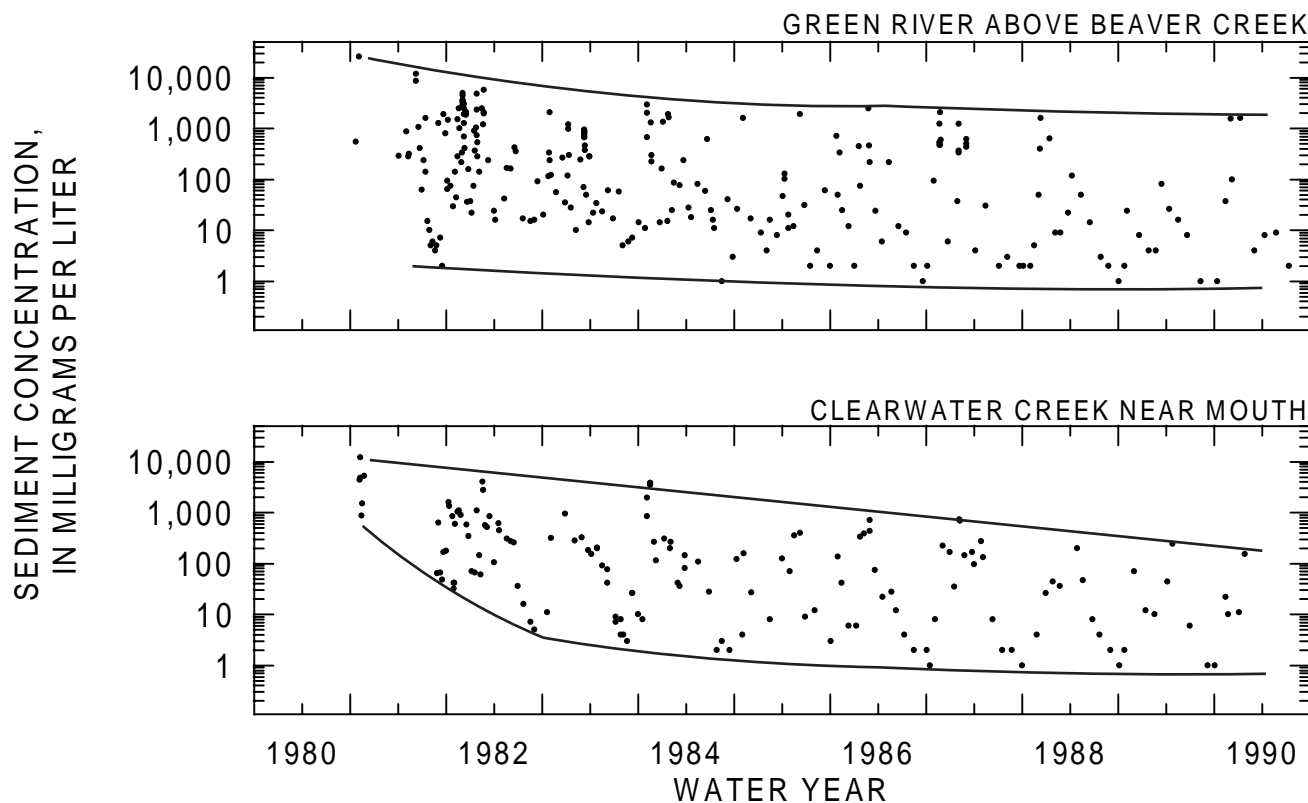 GREEN RIVER ABOVE BEAVER CREEK
10,000
1,000
100
10
1
SEDIMENT CONCENTRATION,
IN MILLIGRAMS PER LITER
CLEARWATER CREEK NEAR MOUTH
10,000
1,000
100
10
1
1980 1982 1984 1986 1988 1990
WATER YEAR